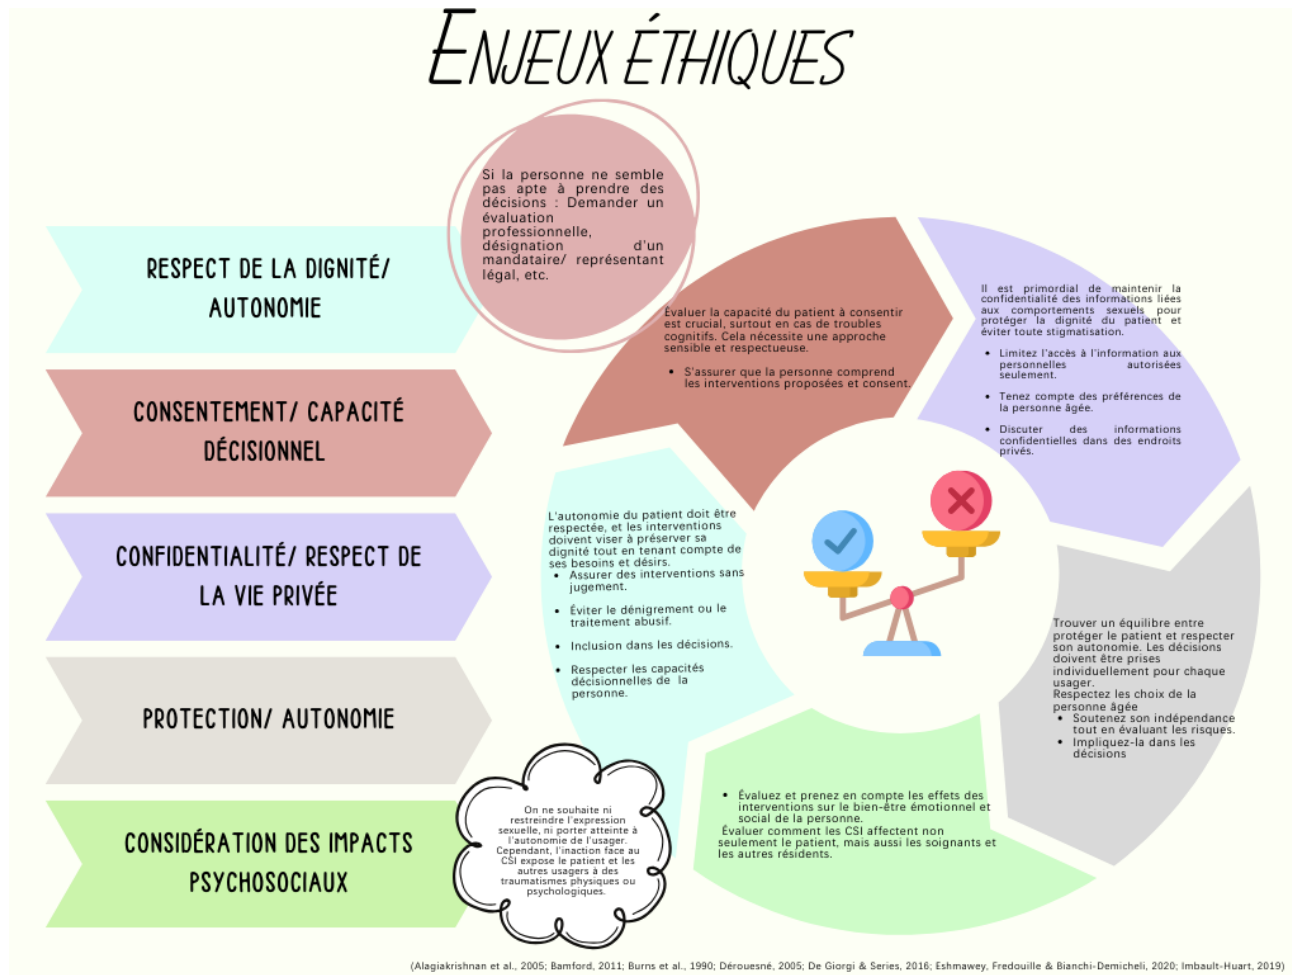 ENJEUX ÉTHIQUES
Si la personne ne semble
pas apte à prendre des
décisions : Demander un
évaluation
professionnelle,
désignation d'un
mandataire/ représentant
légal, etc.
RESPECT DE LA DIGNITÉ/
AUTONOMIE
CONSENTEMENT/ CAPACITÉ
DÉCISIONNEL
CONFIDENTIALITÉ/ RESPECT DE
LA VIE PRIVÉE
PROTECTION/ AUTONOMIE
CONSIDÉRATION DES IMPACTS
PSYCHOSOCIAUX
Évaluer la capacité du patient à consentir
est crucial, surtout en cas de troubles
cognitifs. Cela nécessite une approche
sensible et respectueuse.
• S'assurer que la personne comprend
les interventions proposées et consent.
Il est primordial de maintenir la
confidentialité des informations liées
aux comportements sexuels pour
protéger la dignité du patient et
éviter toute stigmatisation.
• Limitez l'accès à l'information aux
personnelles autorisées
seulement.
• Tenez compte des préférences de
la personne âgée.
• Discuter des informations
confidentielles dans des endroits
privés.
L'autonomie du patient doit être
respectée, et les interventions
doivent viser à préserver sa
dignité tout en tenant compte de
ses besoins et désirs.
• Assurer des interventions sans
jugement.
• Éviter le dénigrement ou le
traitement abusif.
• Inclusion dans les décisions.
• Respecter les capacités
décisionnelles de la
personne.
Trouver un équilibre entre
protéger le patient et respecter
son autonomie. Les décisions
doivent être prises
individuellement pour chaque
usager.
Respectez les choix de la
personne âgée
• Soutenez son indépendance
tout en évaluant les risques.
• Impliquez-la dans les
décisions
• Évaluez et prenez en compte les effets des
interventions sur le bien-être émotionnel et
social de la personne.
Évaluer comment les CSI affectent non
seulement le patient, mais aussi les soignants et
les autres résidents.
On ne souhaite ni
restreindre l'expression
sexuelle, ni porter atteinte à
l'autonomie de l'usager.
Cependant, l'inaction face au
CSI expose le patient et les
autres usagers à des
traumatismes physiques ou
psychologiques.
(Alagiakrishnan et al., 2005; Bamford, 2011; Burns et al., 1990; Dérouesné, 2005; De Giorgi & Series, 2016; Eshmawey, Fredouille & Bianchi-Demicheli, 2020; Imbault-Huart, 2019)